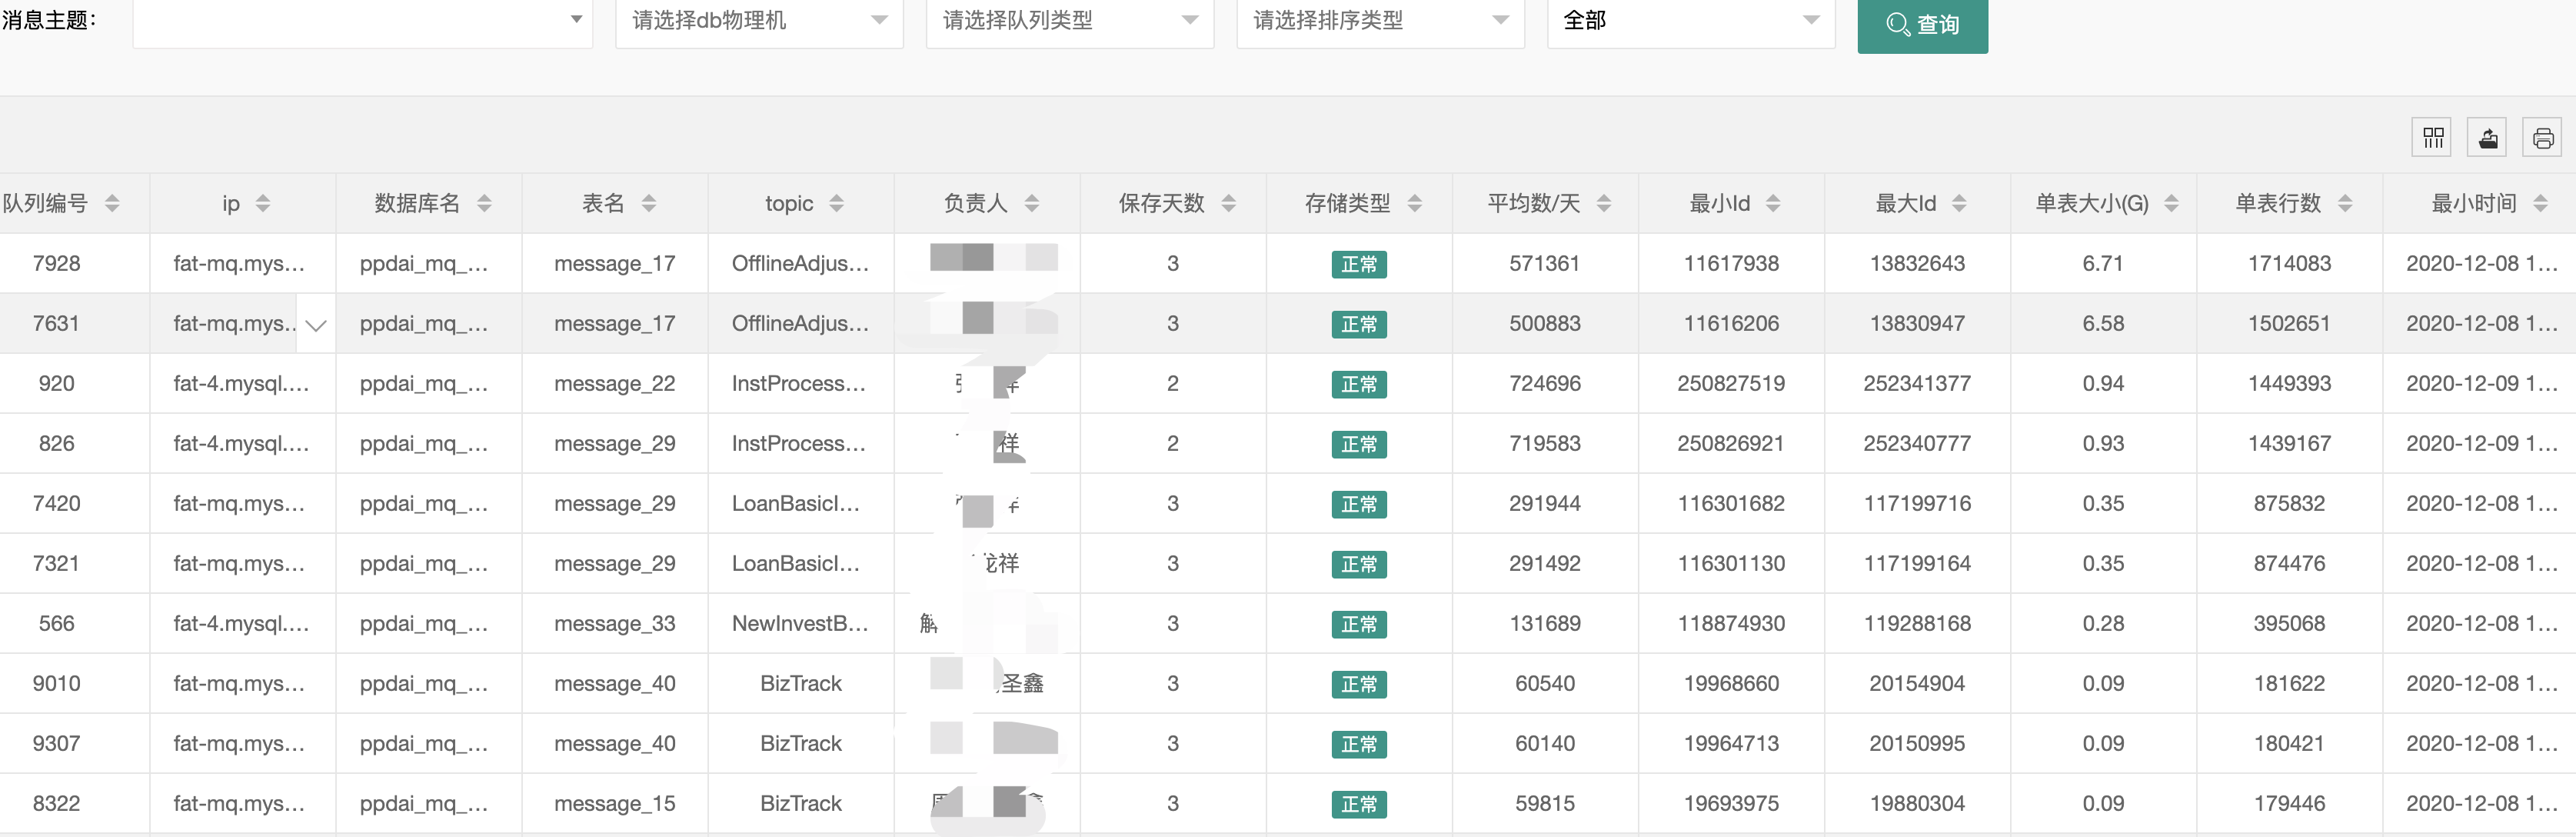 消息主题： 请选择db物理机 请选择队列类型 请选择排序类型 全部 查询
队列编号 ip 数据库名 表名 topic 负责人 保存天数 存储类型 平均数/天 最小Id 最大Id 单表大小(G) 单表行数 最小时间
7928 fat-mq.mys... ppdai_mq_... message_17 OfflineAdjus... 3 正常 571361 11617938 13832643 6.71 1714083 2020-12-08 1...
7631 fat-mq.mys... ppdai_mq_... message_17 OfflineAdjus... 3 正常 500883 11616206 13830947 6.58 1502651 2020-12-08 1...
920 fat-4.mysql.... ppdai_mq_... message_22 InstProcess... 2 正常 724696 250827519 252341377 0.94 1449393 2020-12-09 1...
826 fat-4.mysql.... ppdai_mq_... message_29 InstProcess... 祥 2 正常 719583 250826921 252340777 0.93 1439167 2020-12-09 1...
7420 fat-mq.mys... ppdai_mq_... message_29 LoanBasicI... 3 正常 291944 116301682 117199716 0.35 875832 2020-12-08 1...
7321 fat-mq.mys... ppdai_mq_... message_29 LoanBasicI... 龙祥 3 正常 291492 116301130 117199164 0.35 874476 2020-12-08 1...
566 fat-4.mysql.... ppdai_mq_... message_33 NewInvestB... 3 正常 131689 118874930 119288168 0.28 395068 2020-12-08 1...
9010 fat-mq.mys... ppdai_mq_... message_40 BizTrack 圣鑫 3 正常 60540 19968660 20154904 0.09 181622 2020-12-08 1...
9307 fat-mq.mys... ppdai_mq_... message_40 BizTrack 3 正常 60140 19964713 20150995 0.09 180421 2020-12-08 1...
8322 fat-mq.mys... ppdai_mq_... message_15 BizTrack 3 正常 59815 19693975 19880304 0.09 179446 2020-12-08 1...